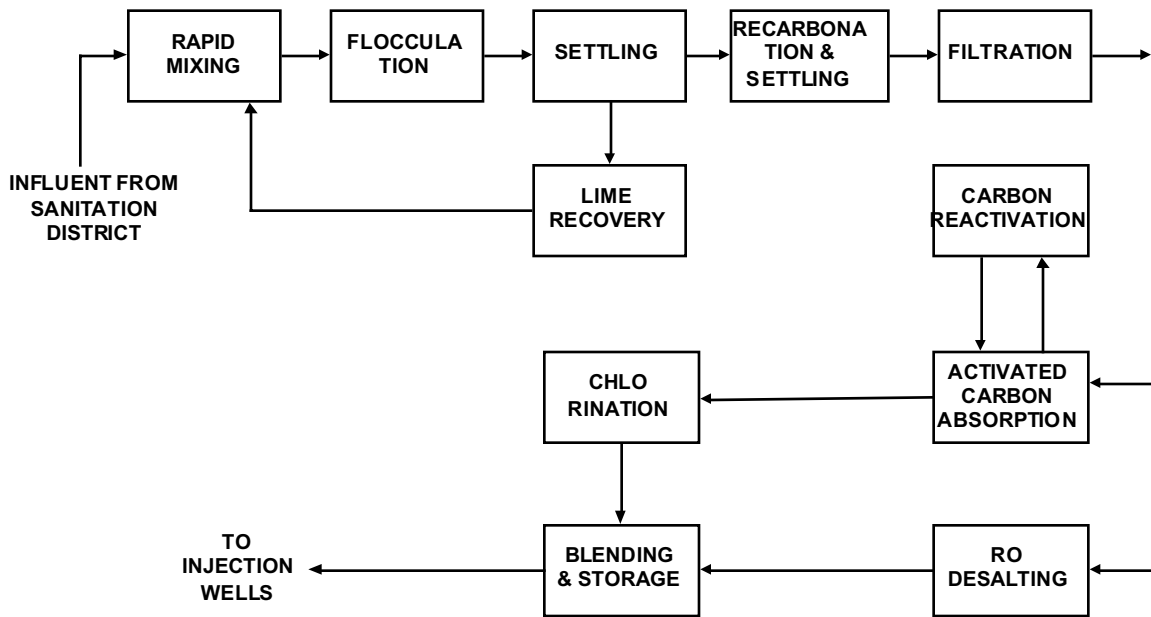 RAPID
MIXING
FLOCCULA
TION
SETTLING
RECARBONA
TION &
SETTLING
FILTRATION
INFLUENT FROM
SANITATION
DISTRICT
LIME
RECOVERY
CARBON
REACTIVATION
CHLO
RINATION
ACTIVATED
CARBON
ABSORPTION
TO
INJECTION
WELLS
BLENDING
& STORAGE
RO
DESALTING